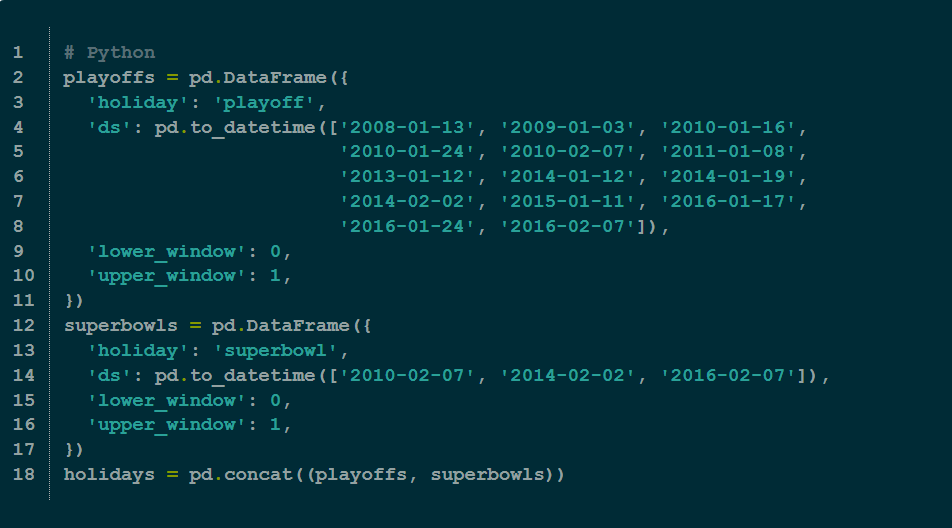 1 # Python
2 playoffs = pd.DataFrame({
3   'holiday': 'playoff',
4   'ds': pd.to_datetime(['2008-01-13', '2009-01-03', '2010-01-16',
5                         '2010-01-24', '2010-02-07', '2011-01-08',
6                         '2013-01-12', '2014-01-12', '2014-01-19',
7                         '2014-02-02', '2015-01-11', '2016-01-17',
8                         '2016-01-24', '2016-02-07']),
9   'lower_window': 0,
10   'upper_window': 1,
11 })
12 superbowls = pd.DataFrame({
13   'holiday': 'superbowl',
14   'ds': pd.to_datetime(['2010-02-07', '2014-02-02', '2016-02-07']),
15   'lower_window': 0,
16   'upper_window': 1,
17 })
18 holidays = pd.concat((playoffs, superbowls))